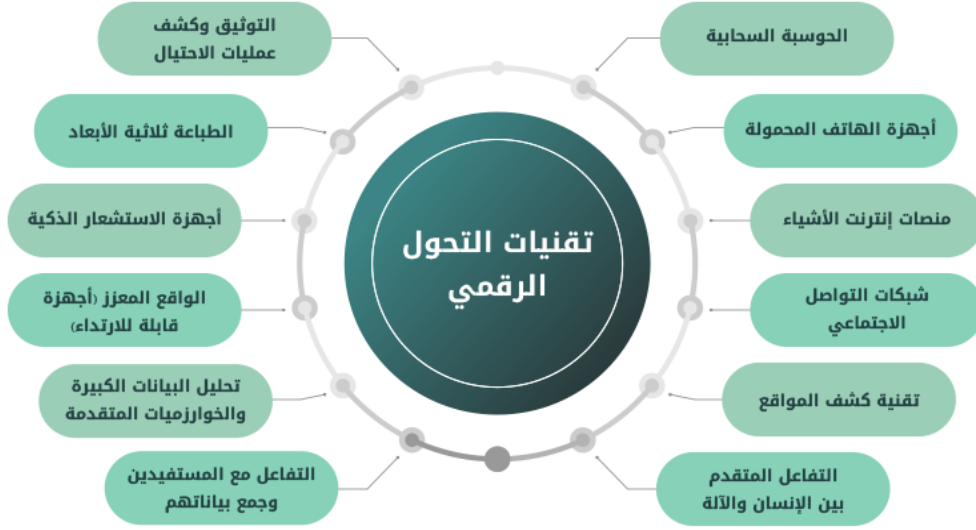 تقنيات التحول
الرقمي
الحوسبة السحابية
أجهزة الهاتف المحمولة
منصات إنترنت الأشياء
شبكات التواصل
الاجتماعي
تقنية كشف المواقع
التفاعل المتقدم
بين الإنسان والآلة
التوثيق وكشف
عمليات الاحتيال
الطباعة ثلاثية الأبعاد
أجهزة الاستشعار الذكية
الواقع المعزز (أجهزة
قابلة للارتداء)
تحليل البيانات الكبيرة
والخوارزميات المتقدمة
التفاعل مع المستفيدين
وجمع بياناتهم